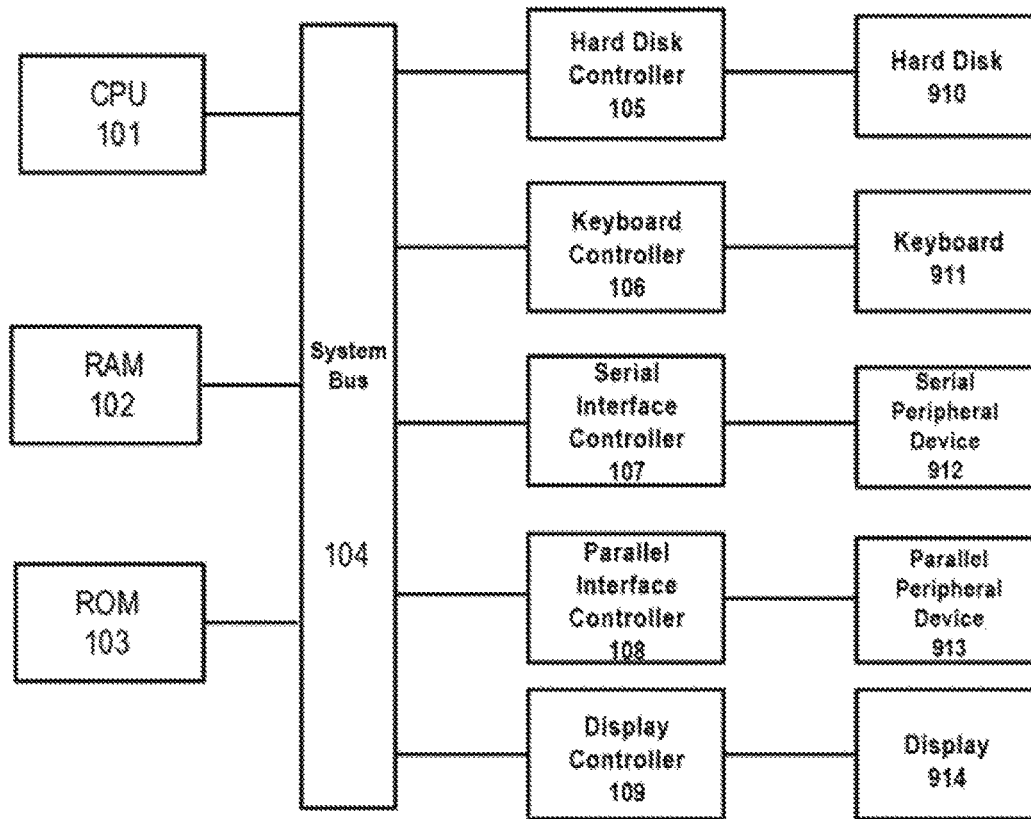 CPU
101
RAM
102
ROM
103
System
Bus
104
Hard Disk
Controller
105
Hard Disk
910
Keyboard
Controller
106
Keyboard
911
Serial
Interface
Controller
107
Serial
Peripheral
Device
912
Parallel
Interface
Controller
108
Parallel
Peripheral
Device
913
Display
Controller
109
Display
914